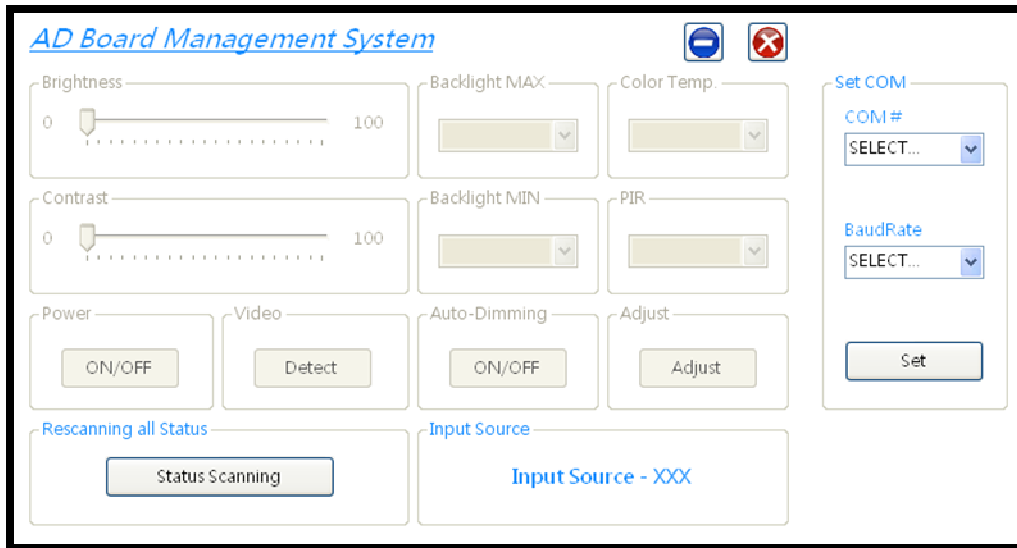 AD Board Management System
Brightness
0 100
Backlight MAX
Color Temp.
Set COM
COM #
SELECT...
Contrast
0 100
Backlight MIN
PIR
BaudRate
SELECT...
Power
ON/OFF
Video
Detect
Auto-Dimming
ON/OFF
Adjust
Adjust
Set
Rescanning all Status
Status Scanning
Input Source
Input Source - XXX